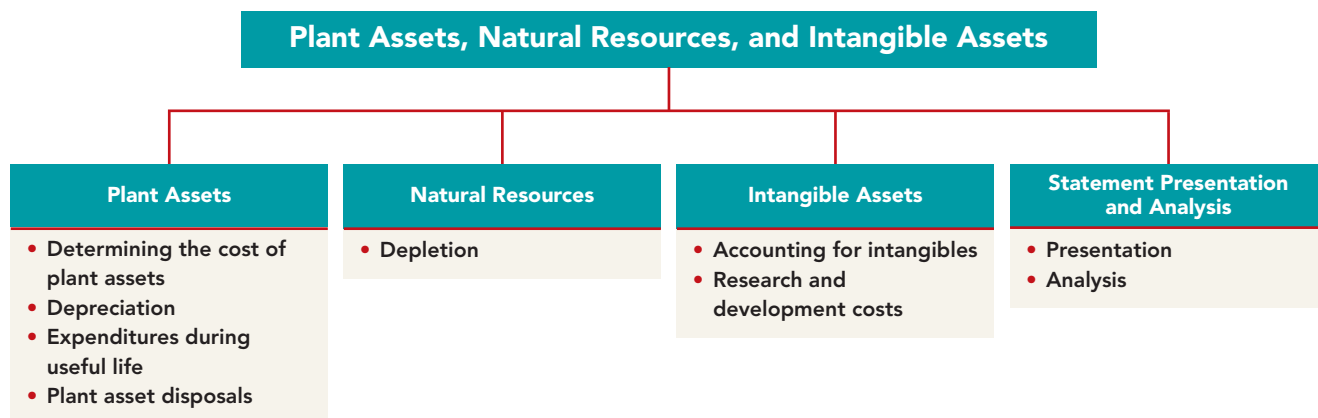 Plant Assets, Natural Resources, and Intangible Assets
Plant Assets
• Determining the cost of
plant assets
• Depreciation
• Expenditures during
useful life
• Plant asset disposals
Natural Resources
• Depletion
Intangible Assets
• Accounting for intangibles
• Research and
development costs
Statement Presentation
and Analysis
• Presentation
• Analysis